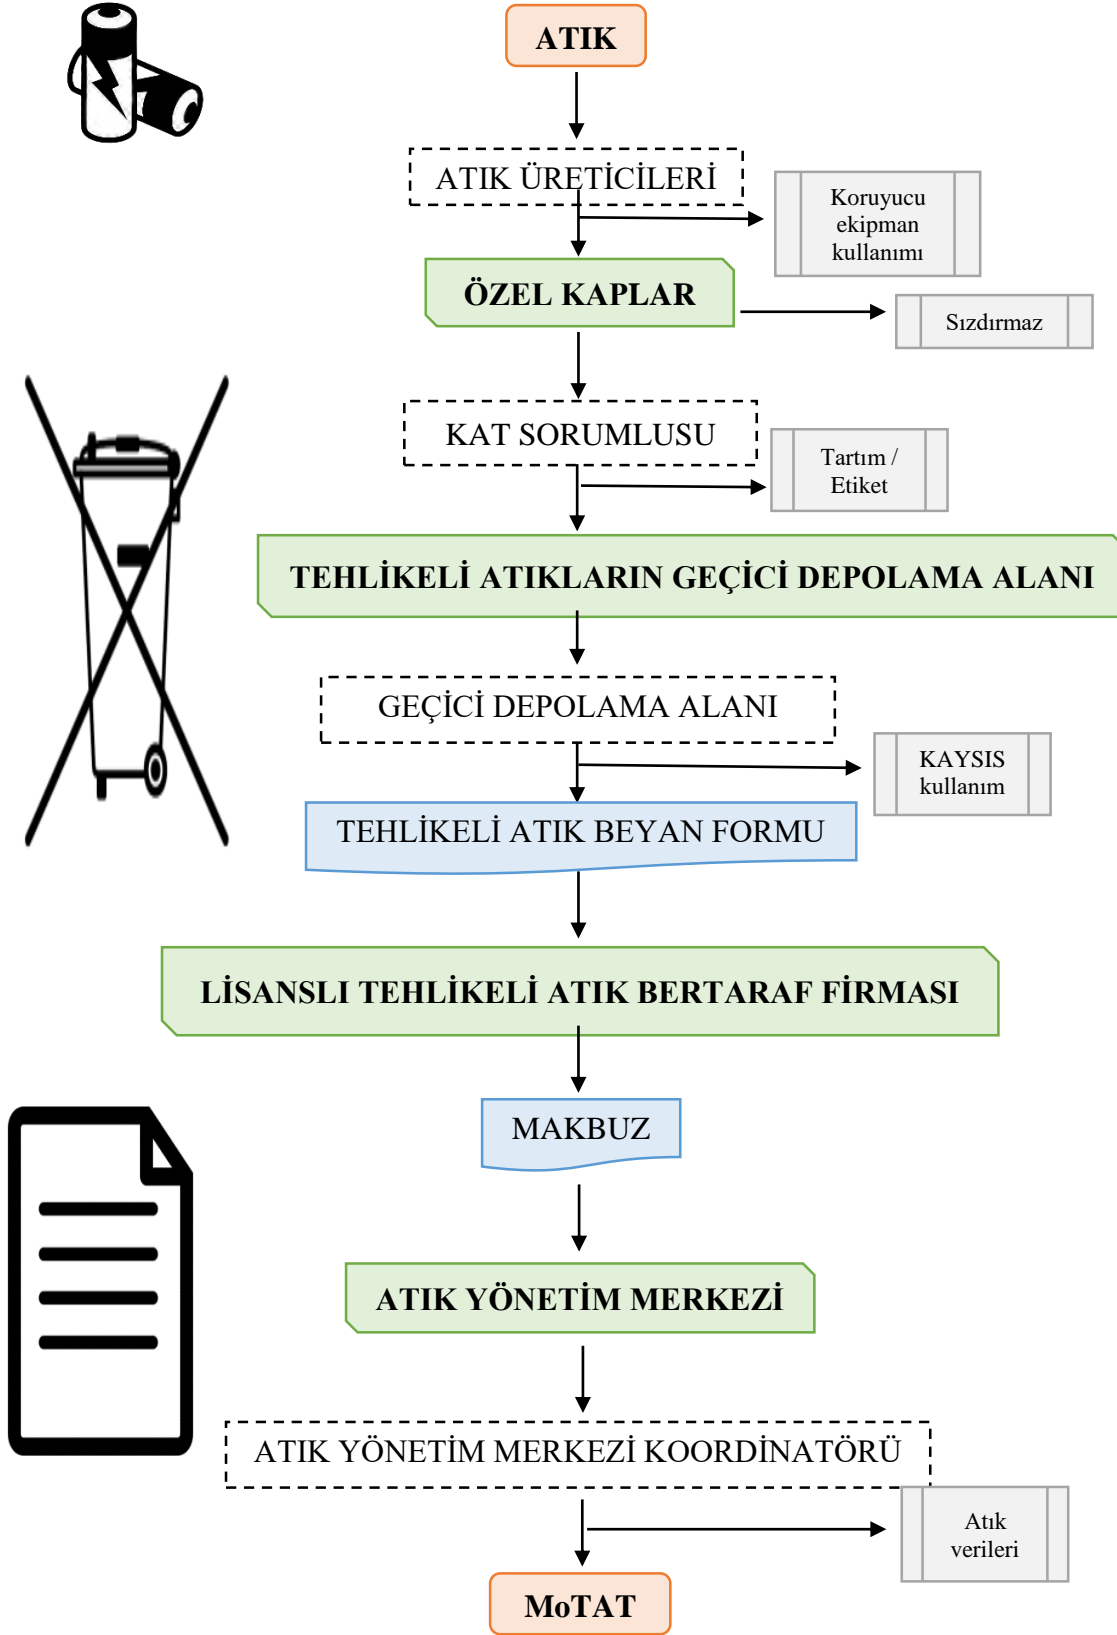 ATIK
ATIK ÜRETİCİLERİ
Koruyucu
ekipman
kullanımı
ÖZEL KAPLAR
Sızdırmaz
KAT SORUMLUSU
Tartım /
Etiket
TEHLİKELİ ATIKLARIN GEÇİCİ DEPOLAMA ALANI
GEÇİCİ DEPOLAMA ALANI
KAYSIS
kullanım
TEHLİKELİ ATIK BEYAN FORMU
LİSANSLI TEHLİKELİ ATIK BERTARAF FİRMASI
MAKBUZ
ATIK YÖNETİM MERKEZİ
ATIK YÖNETİM MERKEZİ KOORDİNATÖRÜ
Atık
verileri
MoTAT